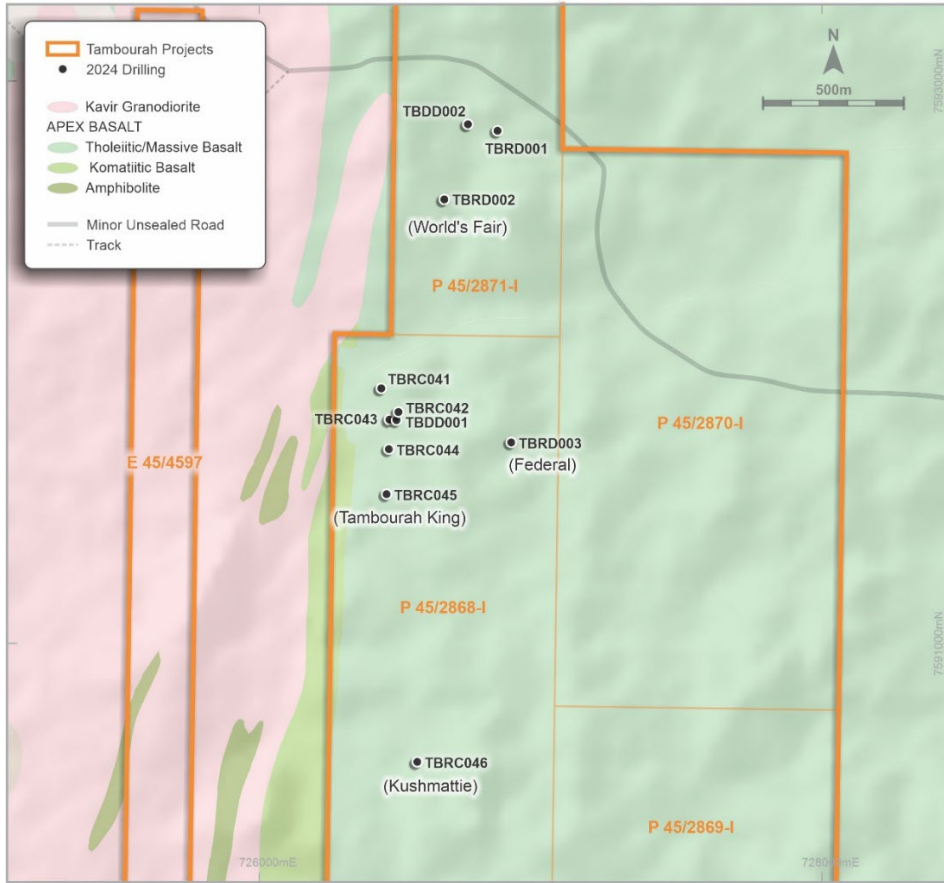 Tambourah Projects
2024 Drilling
Kavir Granodiorite
APEX BASALT
Tholeiitic/Massive Basalt
Komatiitic Basalt
Amphibolite
Minor Unsealed Road
Track
N
500m
7593000mN
TBDD002
TBRD001
TBRD002
(World's Fair)
P 45/2871-I
TBRC041
TBRC042
TBRC043
TBDD001
P 45/2870-I
TBRC044
TBRD003
(Federal)
E 45/4597
TBRC045
(Tambourah King)
P 45/2868-I
7591000mN
TBRC046
(Kushmattie)
P 45/2869-I
726000mE
728000mE